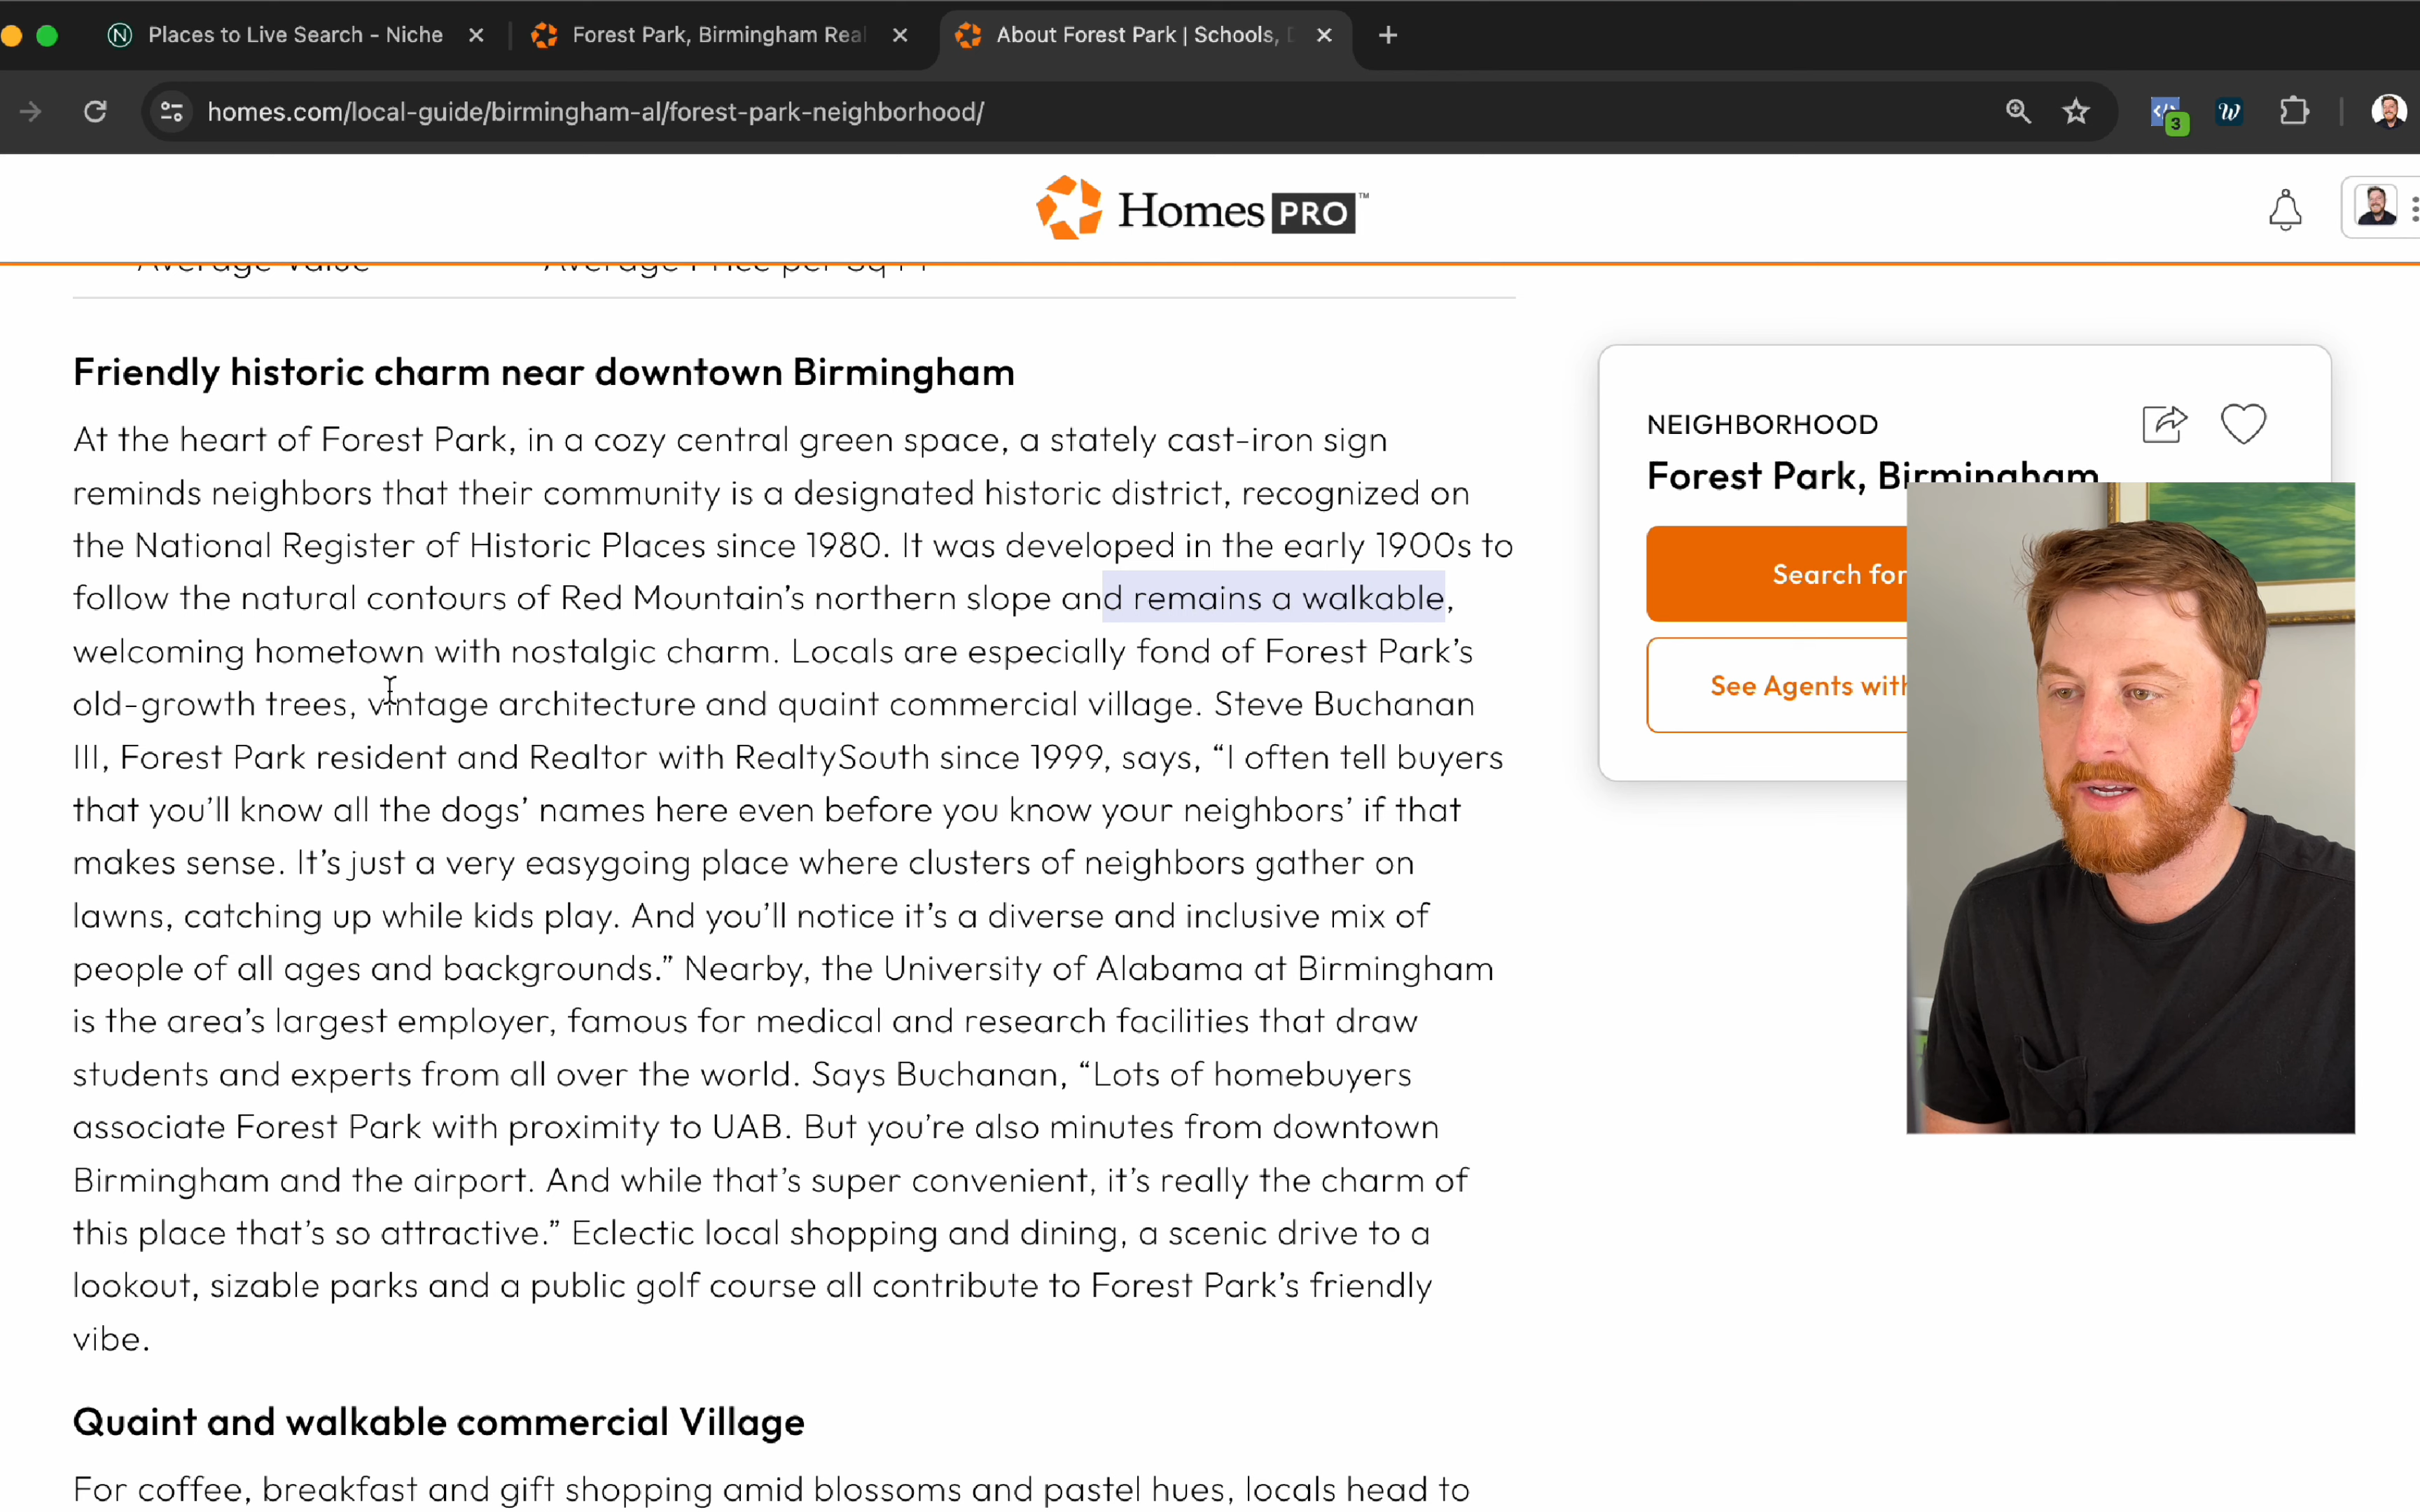 Places to Live Search - Niche
Forest Park, Birmingham Rea
About Forest Park | Schools,
homes.com/local-guide/birmingham-al/forest-park-neighborhood/
3
Homes PRO™
Average Value Average Price per Sq Ft
Friendly historic charm near downtown Birmingham
At the heart of Forest Park, in a cozy central green space, a stately cast-iron sign
reminds neighbors that their community is a designated historic district, recognized on
the National Register of Historic Places since 1980. It was developed in the early 1900s to
follow the natural contours of Red Mountain’s northern slope and remains a walkable,
welcoming hometown with nostalgic charm. Locals are especially fond of Forest Park’s
old-growth trees, vintage architecture and quaint commercial village. Steve Buchanan
III, Forest Park resident and Realtor with RealtySouth since 1999, says, “I often tell buyers
that you’ll know all the dogs’ names here even before you know your neighbors’ if that
makes sense. It’s just a very easygoing place where clusters of neighbors gather on
lawns, catching up while kids play. And you’ll notice it’s a diverse and inclusive mix of
people of all ages and backgrounds.” Nearby, the University of Alabama at Birmingham
is the area’s largest employer, famous for medical and research facilities that draw
students and experts from all over the world. Says Buchanan, “Lots of homebuyers
associate Forest Park with proximity to UAB. But you’re also minutes from downtown
Birmingham and the airport. And while that’s super convenient, it’s really the charm of
this place that’s so attractive.” Eclectic local shopping and dining, a scenic drive to a
lookout, sizable parks and a public golf course all contribute to Forest Park’s friendly
vibe.
Quaint and walkable commercial Village
For coffee, breakfast and gift shopping amid blossoms and pastel hues, locals head to
NEIGHBORHOOD
Forest Park, Birmingham
Search for
See Agents with